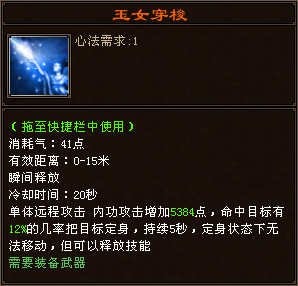 玉女穿梭
心法需求:1
（拖至快捷栏中使用）
消耗气：41点
有效距离：0-15米
瞬间释放
冷却时间：20秒
单体远程攻击 内功攻击增加5384点，命中目标有
12%的几率把目标定身，持续5秒，定身状态下无
法移动，但可以释放技能
需要装备武器